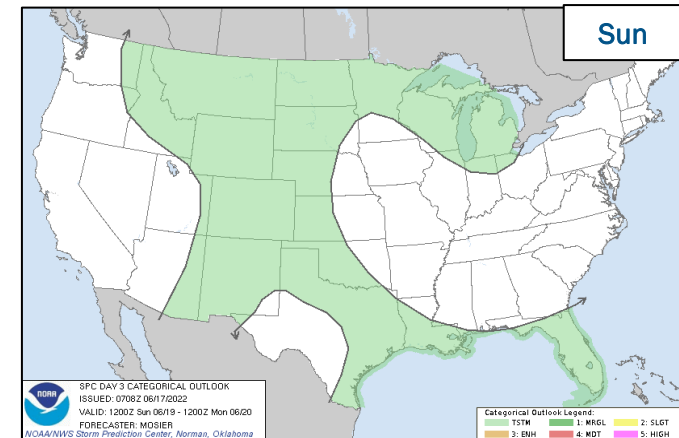 Sun
NOAA
SPC DAY 3 CATEGORICAL OUTLOOK
ISSUED: 0708Z 06/17/2022
VALID: 1200Z Sun 06/19 - 1200Z Mon 06/20
FORECASTER: MOSIER
NOAA/NWS Storm Prediction Center, Norman, Oklahoma
Categorical Outlook Legend:
TSTM 1: MRGL 2: SLGT
3: ENH 4: MDT 5: HIGH